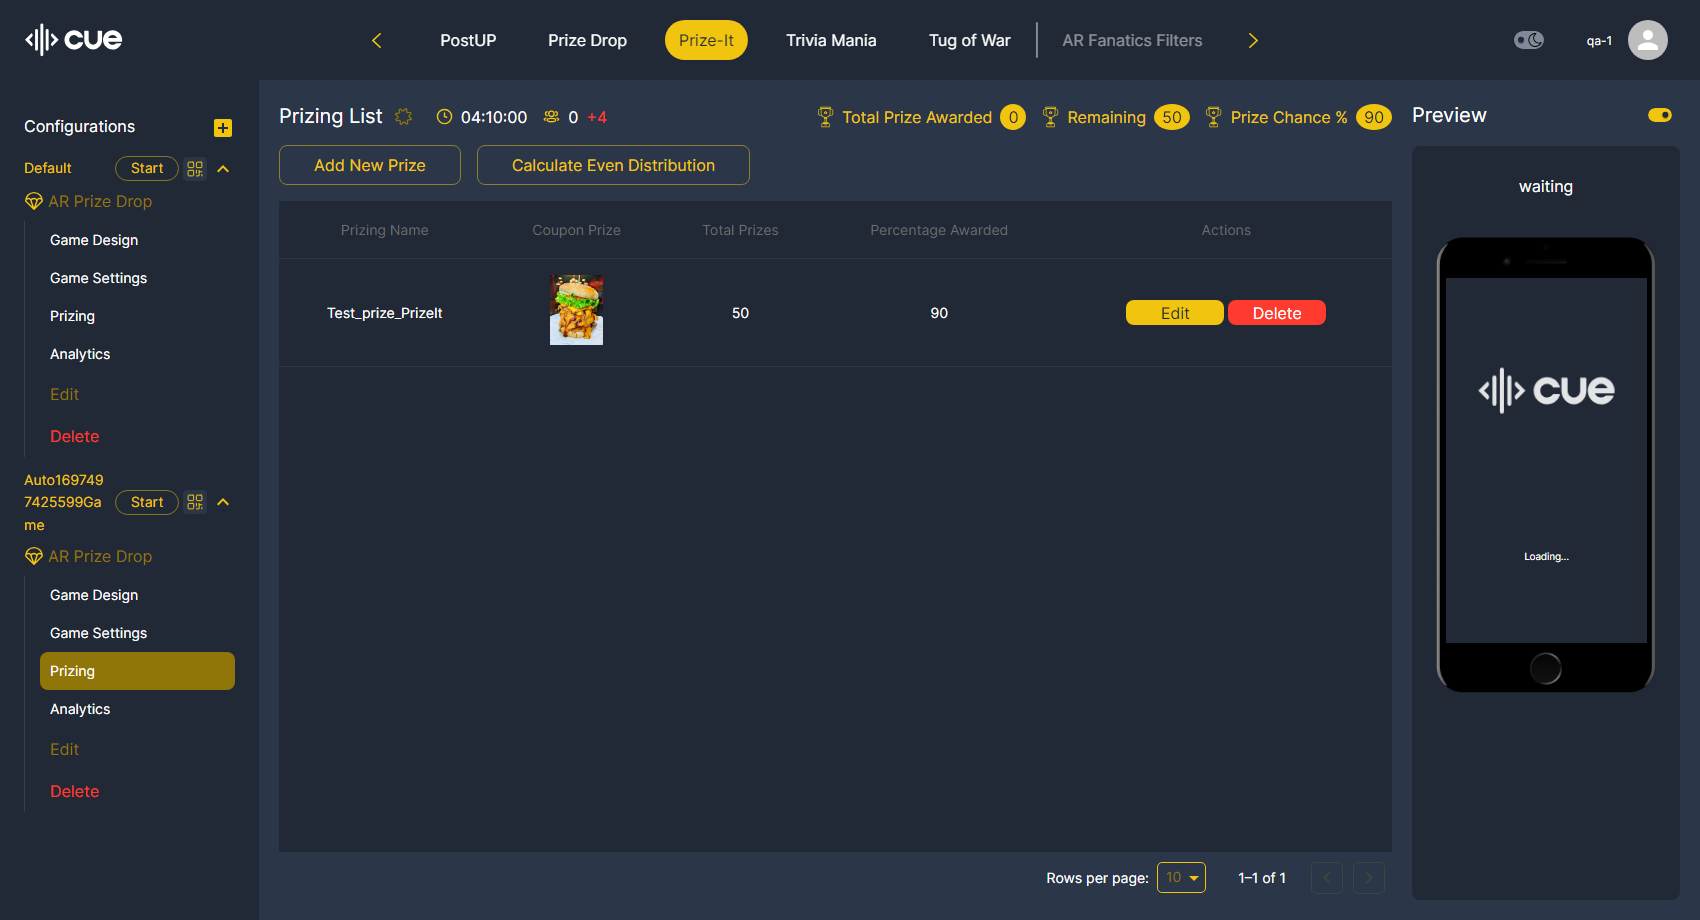 cue
PostUP
Prize Drop
Prize-It
Trivia Mania
Tug of War
AR Fanatics Filters
qa-1
Configurations
Default
Start
AR Prize Drop
Game Design
Game Settings
Prizing
Analytics
Edit
Delete
Auto169749
7425599Ga
me
Start
AR Prize Drop
Game Design
Game Settings
Prizing
Analytics
Edit
Delete
Prizing List
04:10:00
0 +4
Total Prize Awarded 0
Remaining 50
Prize Chance % 90
Add New Prize
Calculate Even Distribution
Prizing Name
Coupon Prize
Total Prizes
Percentage Awarded
Actions
Test_prize_PrizeIt
50
90
Edit
Delete
Rows per page: 10
1–1 of 1
Preview
waiting
cue
Loading...